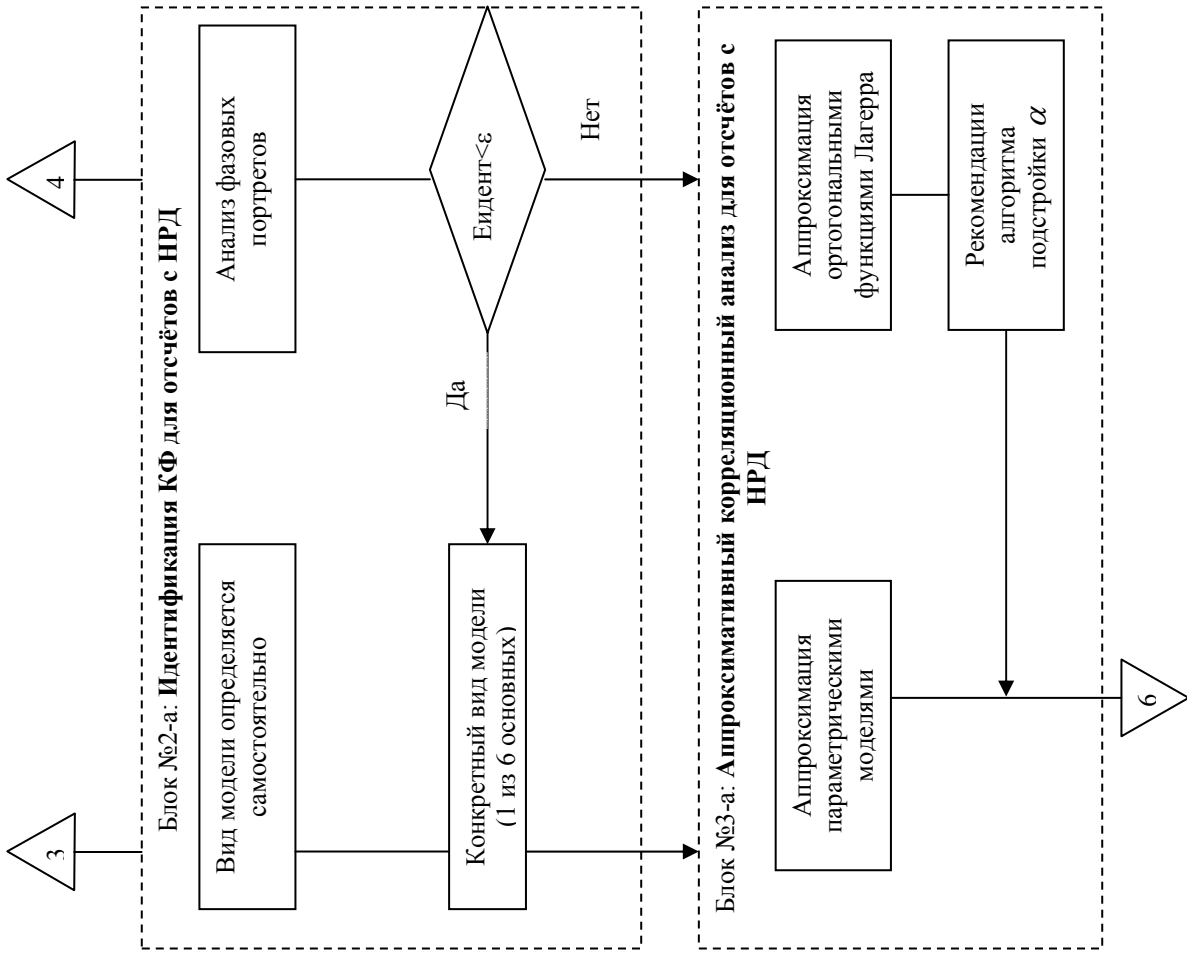 3
4
Блок №2-а: Идентификация КФ для отсчётов с НРД
Вид модели определяется
самостоятельно
Анализ фазовых
портретов
Конкретный вид модели
(1 из 6 основных)
Да
Eидент<ε
Нет
Блок №3-а: Аппроксимативный корреляционный анализ для отсчётов с
НРД
Аппроксимация
параметрическими
моделями
Аппроксимация
ортогональными
функциями Лагерра
Рекомендации
алгоритма
подстройки α
6